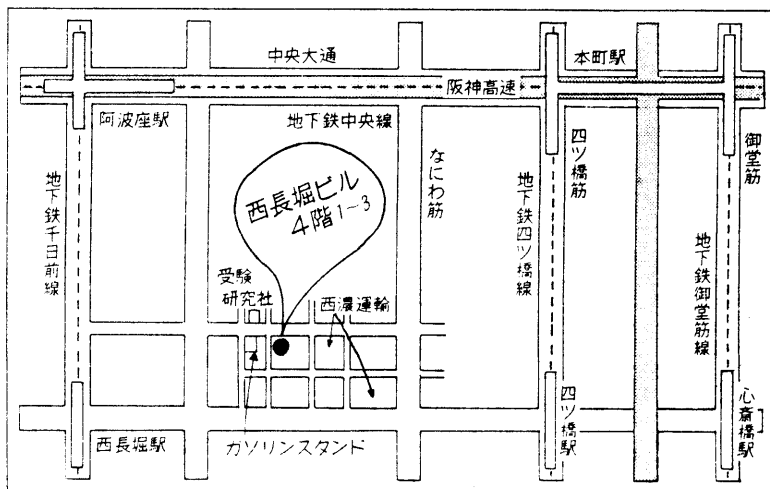 中央大通
本町駅
阪神高速
阿波座駅
地下鉄中央線
御堂筋
四ツ橋筋
なにわ筋
地下鉄千日前線
地下鉄四ツ橋線
地下鉄御堂筋線
西長堀ビル
4階1~3
受験
研究社
西濃運輸
西長堀駅
ガソリンスタンド
四ツ橋駅
心斎橋駅